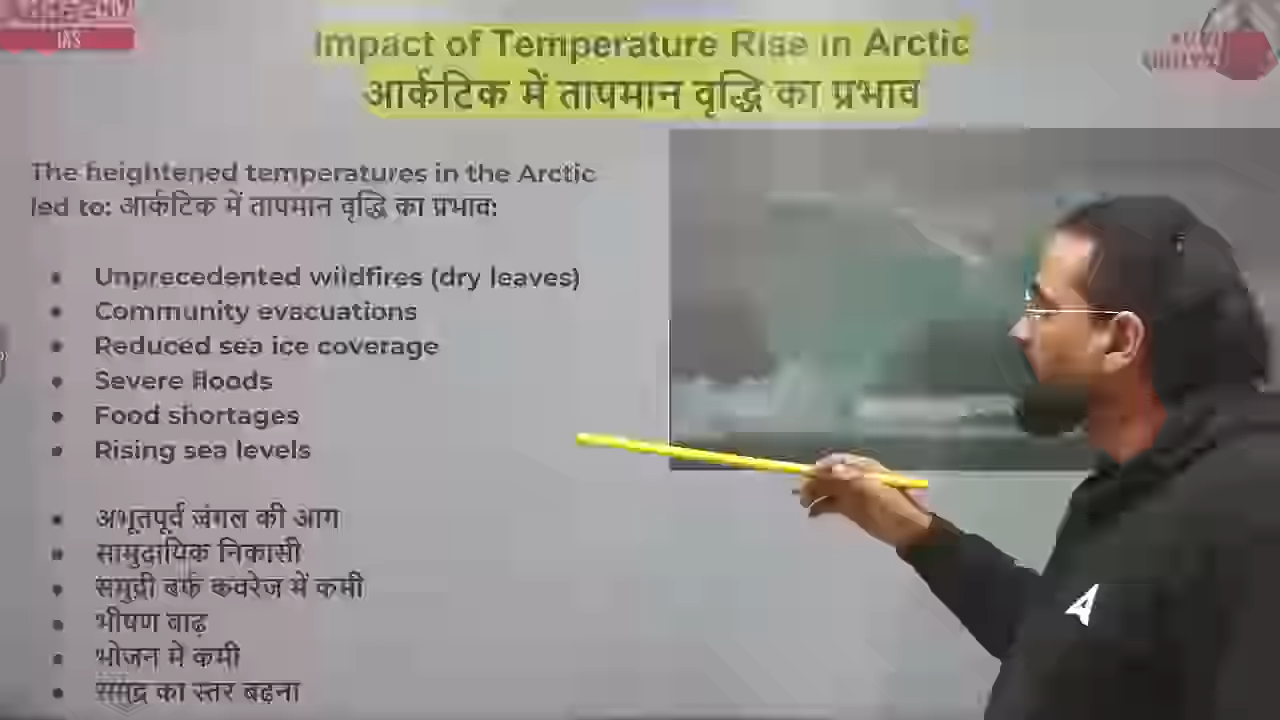 IAS
Impact of Temperature Rise in Arctic
आर्कटिक में तापमान वृद्धि का प्रभाव
The heightened temperatures in the Arctic
led to: आर्कटिक में तापमान वृद्धि का प्रभाव:
Unprecedented wildfires (dry leaves)
Community evacuations
Reduced sea ice coverage
Severe floods
Food shortages
Rising sea levels
अभूतपूर्व जंगल की आग
सामुदायिक निकासी
समुद्री बर्फ कवरेज में कमी
भीषण बाढ़
भोजन में कमी
समुद्र का स्तर बढ़ना